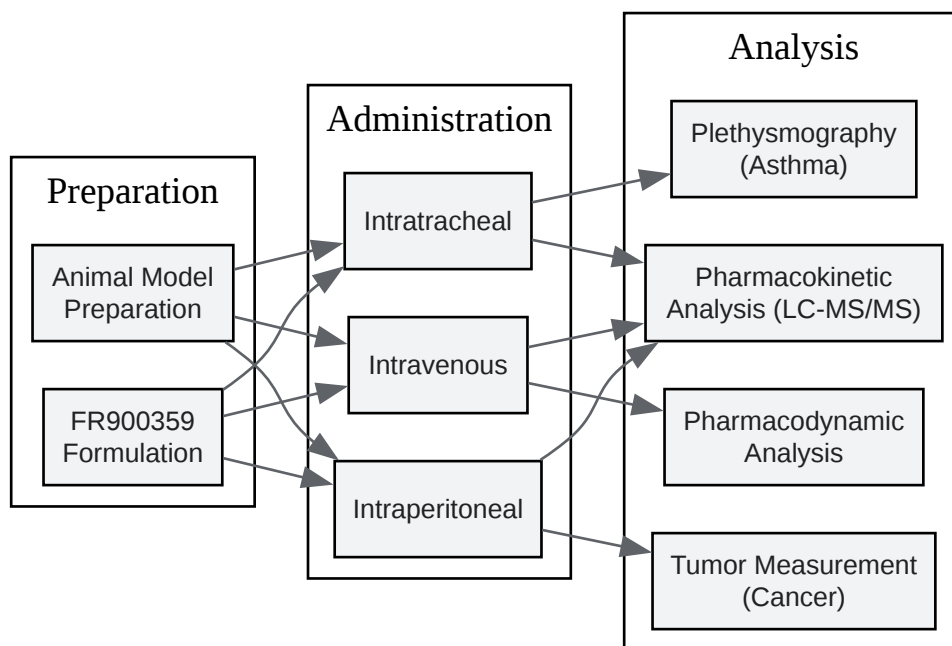 Preparation
Animal Model
Preparation
FR900359
Formulation
Administration
Intratracheal
Intravenous
Intraperitoneal
Analysis
Plethysmography
(Asthma)
Pharmacokinetic
Analysis (LC-MS/MS)
Pharmacodynamic
Analysis
Tumor Measurement
(Cancer)